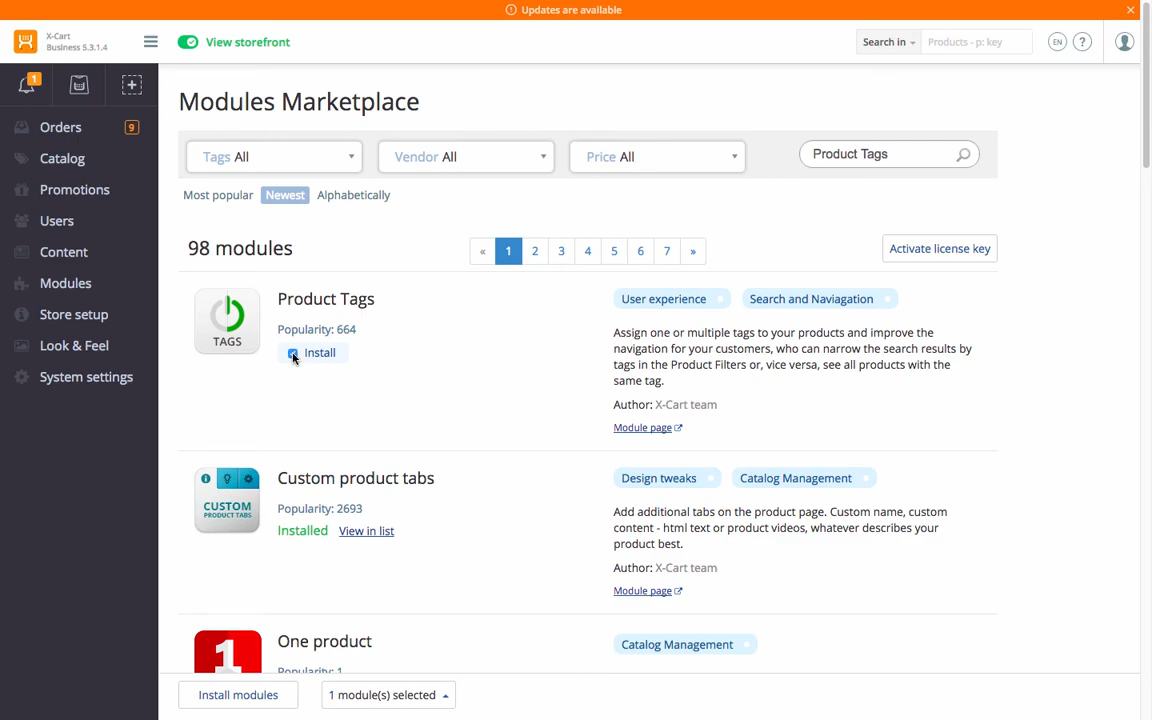 Updates are available
X-Cart
Business 5.3.1.4
View storefront
Search in
Products - p: key
EN
?
1
Orders
9
Catalog
Promotions
Users
Content
Modules
Store setup
Look & Feel
System settings
Modules Marketplace
Tags All
Vendor All
Price All
Product Tags
Most popular
Newest
Alphabetically
98 modules
« 1 2 3 4 5 6 7 »
Activate license key
TAGS
Product Tags
Popularity: 664
Install
User experience
Search and Naviagation
Assign one or multiple tags to your products and improve the
navigation for your customers, who can narrow the search results by
tags in the Product Filters or, vice versa, see all products with the
same tag.
Author: X-Cart team
Module page
CUSTOM
PRODUCT TABS
Custom product tabs
Popularity: 2693
Installed
View in list
Design tweaks
Catalog Management
Add additional tabs on the product page. Custom name, custom
content - html text or product videos, whatever describes your
product best.
Author: X-Cart team
Module page
1
One product
Popularity: 1
Catalog Management
Install modules
1 module(s) selected